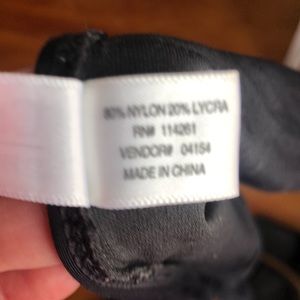 80% NYLON 20% LYCRA
RN# 114261
VENDOR# 04154
MADE IN CHINA